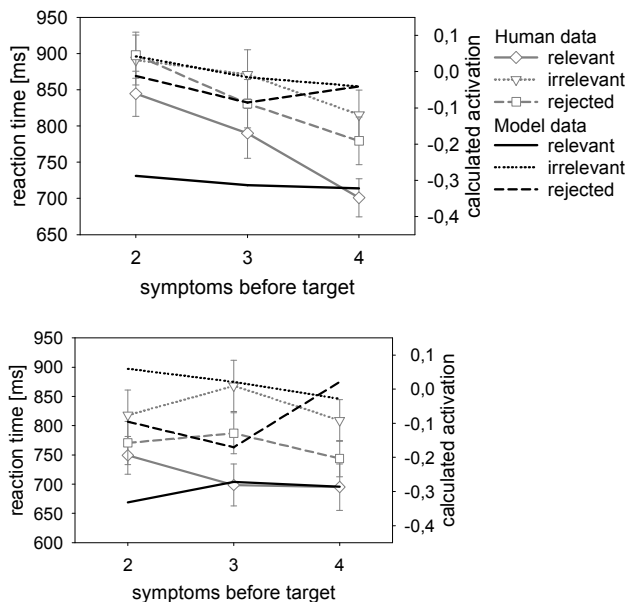 Human data
relevant
irrelevant
rejected
Model data
relevant
irrelevant
rejected
reaction time [ms]
950
900
850
800
750
700
650
0,1
0,0
-0,1
-0,2
-0,3
-0,4
calculated activation
2 3 4
symptoms before target
reaction time [ms]
950
900
850
800
750
700
650
600
0,1
0,0
-0,1
-0,2
-0,3
-0,4
calculated activation
2 3 4
symptoms before target